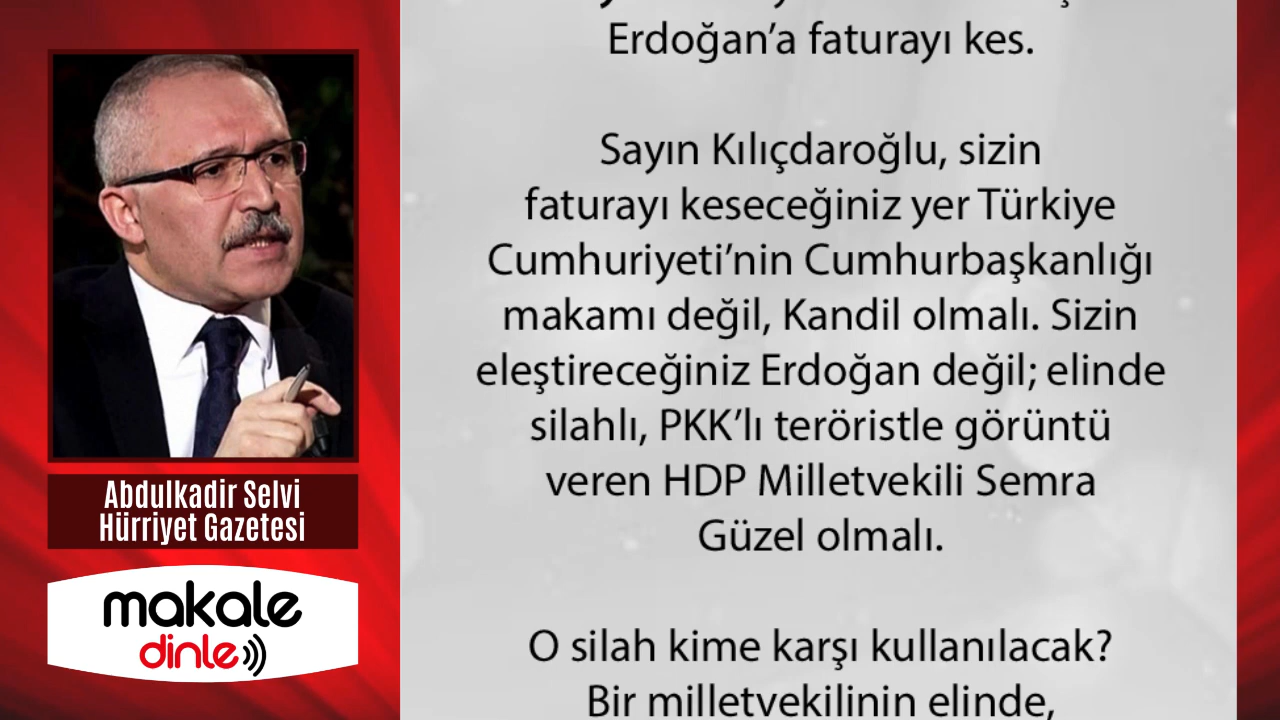 Erdoğan’a faturayı kes.
Sayın Kılıçdaroğlu, sizin
faturayı keseceğiniz yer Türkiye
Cumhuriyeti’nin Cumhurbaşkanlığı
makamı değil, Kandil olmalı. Sizin
eleştireceğiniz Erdoğan değil; elinde
silahlı, PKK’lı teröristle görüntü
veren HDP Milletvekili Semra
Güzel olmalı.
O silah kime karşı kullanılacak?
Bir milletvekilinin elinde,
Abdulkadir Selvi
Hürriyet Gazetesi
makale
dinle